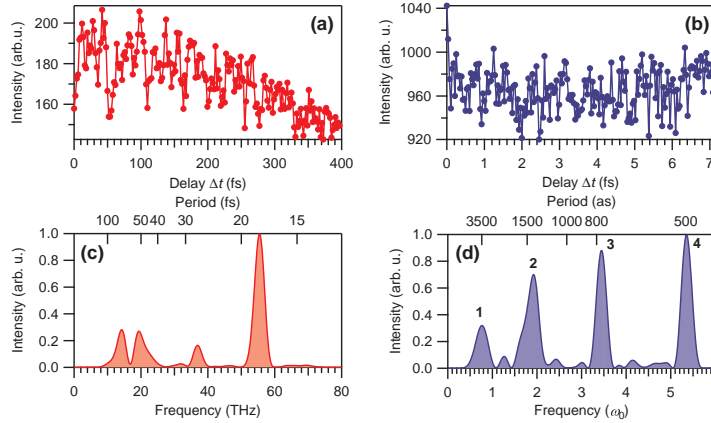 (a)
200
180
160
Intensity (arb.u.)
0 100 200 300 400
Delay Δt (fs)
(b)
1040
1000
960
920
Intensity (arb.u.)
0 1 2 3 4 5 6 7
Delay Δt (fs)
Period (fs)
100 50 40 30 20 15
(c)
1.0
0.8
0.6
0.4
0.2
0.0
Intensity (arb. u.)
0 20 40 60 80
Frequency (THz)
Period (as)
3500 1500 1000 800 500
(d)
1 2 3 4
1.0
0.8
0.6
0.4
0.2
0.0
Intensity (arb. u.)
0 1 2 3 4 5
Frequency (ω0)